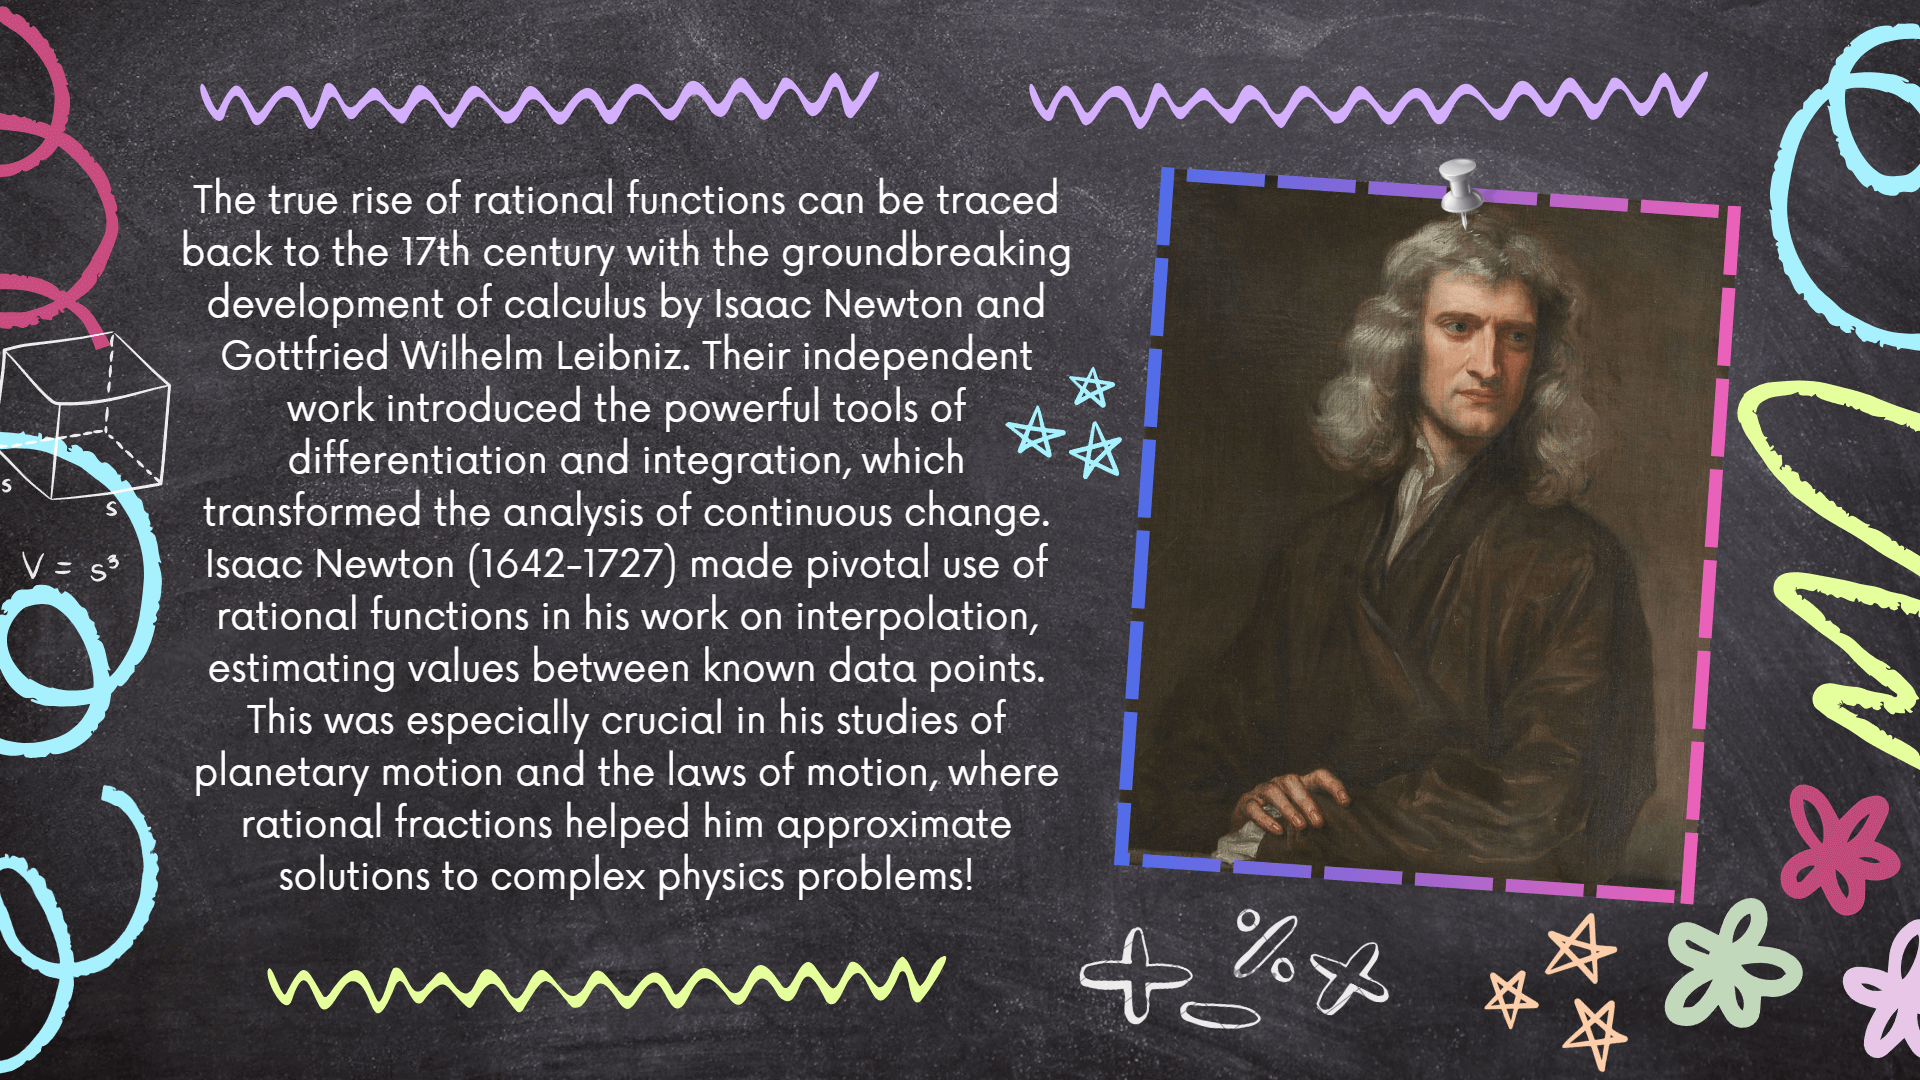 The true rise of rational functions can be traced
back to the 17th century with the groundbreaking
development of calculus by Isaac Newton and
Gottfried Wilhelm Leibniz. Their independent
work introduced the powerful tools of
differentiation and integration, which
transformed the analysis of continuous change.
Isaac Newton (1642-1727) made pivotal use of
rational functions in his work on interpolation,
estimating values between known data points.
This was especially crucial in his studies of
planetary motion and the laws of motion, where
rational fractions helped him approximate
solutions to complex physics problems!
s
s
V = s³
+ − % ×